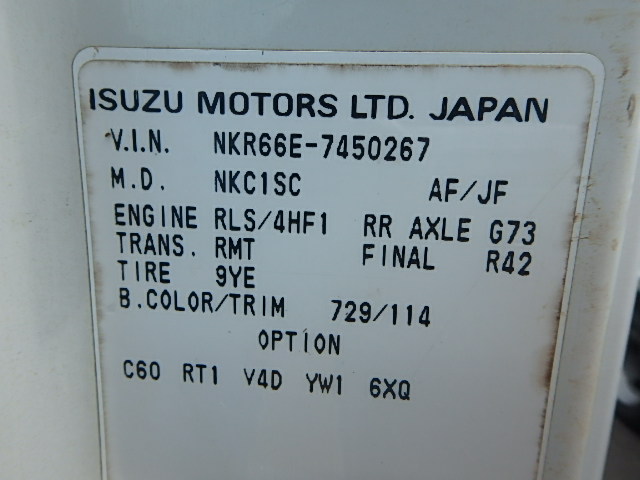 ISUZU MOTORS LTD. JAPAN
V.I.N. NKR66E-7450267
M.D. NKC1SC AF/JF
ENGINE RLS/4HF1 RR AXLE G73
TRANS. RMT FINAL R42
TIRE 9YE
B.COLOR/TRIM 729/114
OPTION
C60 RT1 V4D YW1 6XQ